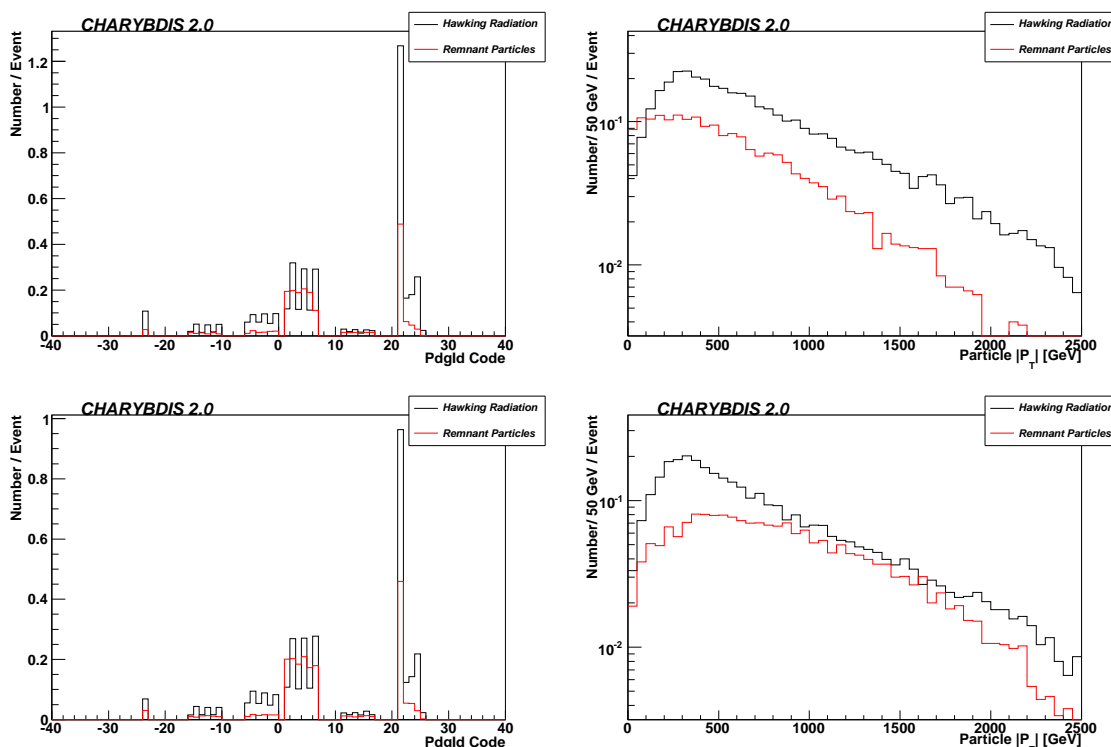 CHARYBDIS 2.0
Hawking Radiation
Remnant Particles
Number / Event
1.2
1
0.8
0.6
0.4
0.2
0
-40 -30 -20 -10 0 10 20 30 40
PdgId Code
CHARYBDIS 2.0
Hawking Radiation
Remnant Particles
Number/ 50 GeV / Event
10-1
10-2
0 500 1000 1500 2000 2500
Particle |PT| [GeV]
CHARYBDIS 2.0
Hawking Radiation
Remnant Particles
Number / Event
1
0.8
0.6
0.4
0.2
0
-40 -30 -20 -10 0 10 20 30 40
PdgId Code
CHARYBDIS 2.0
Hawking Radiation
Remnant Particles
Number/ 50 GeV / Event
10-1
10-2
0 500 1000 1500 2000 2500
Particle |P | [GeV]